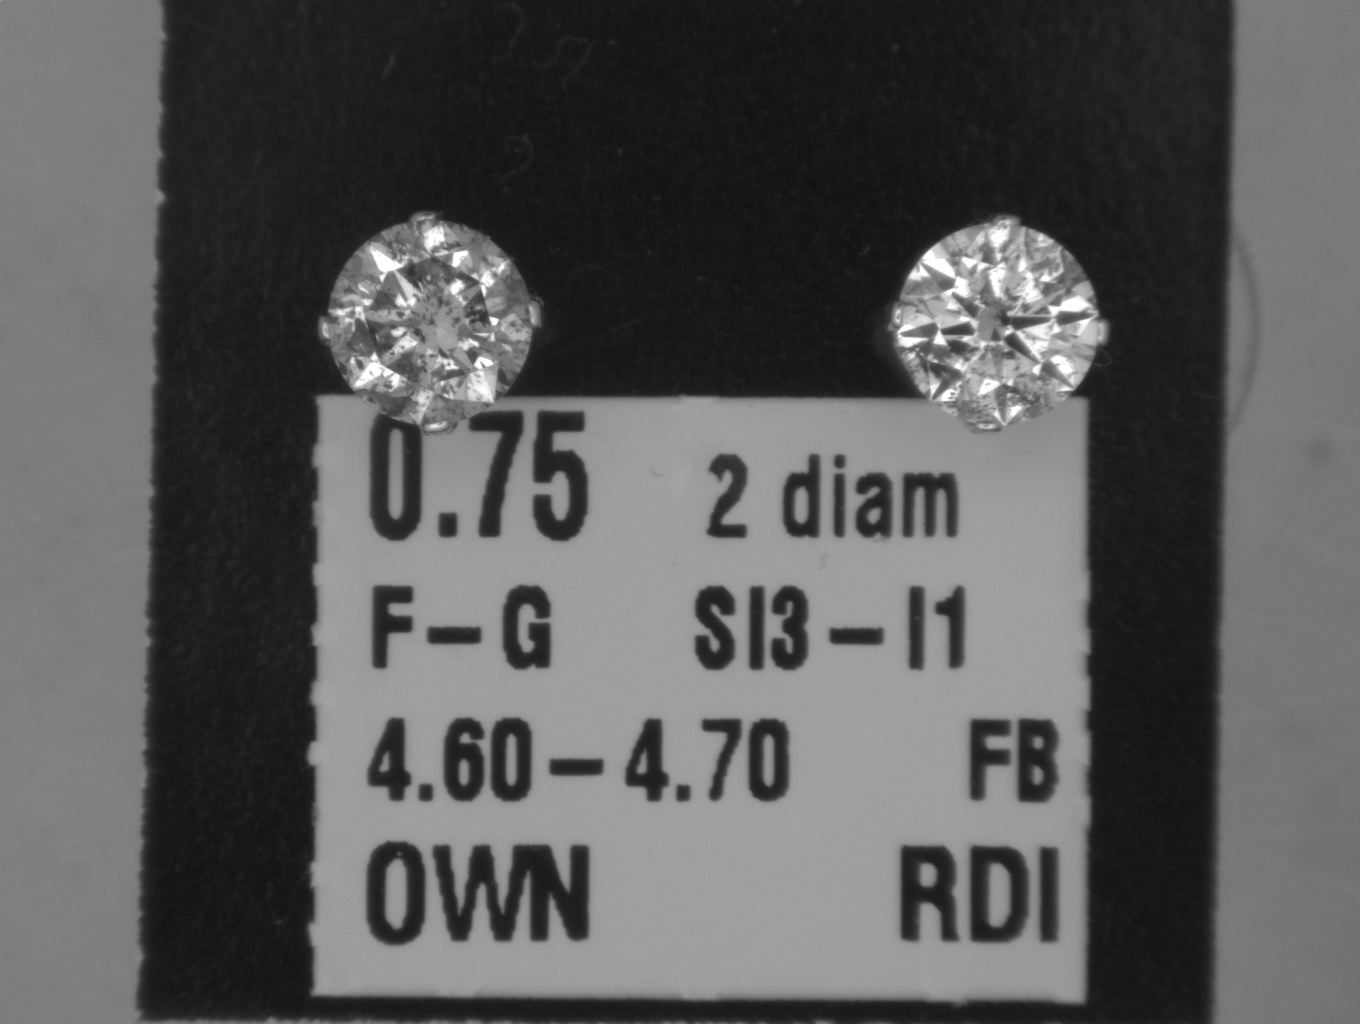 0.75 2 diam
F-G SI3-I1
4.60-4.70 FB
OWN RDI